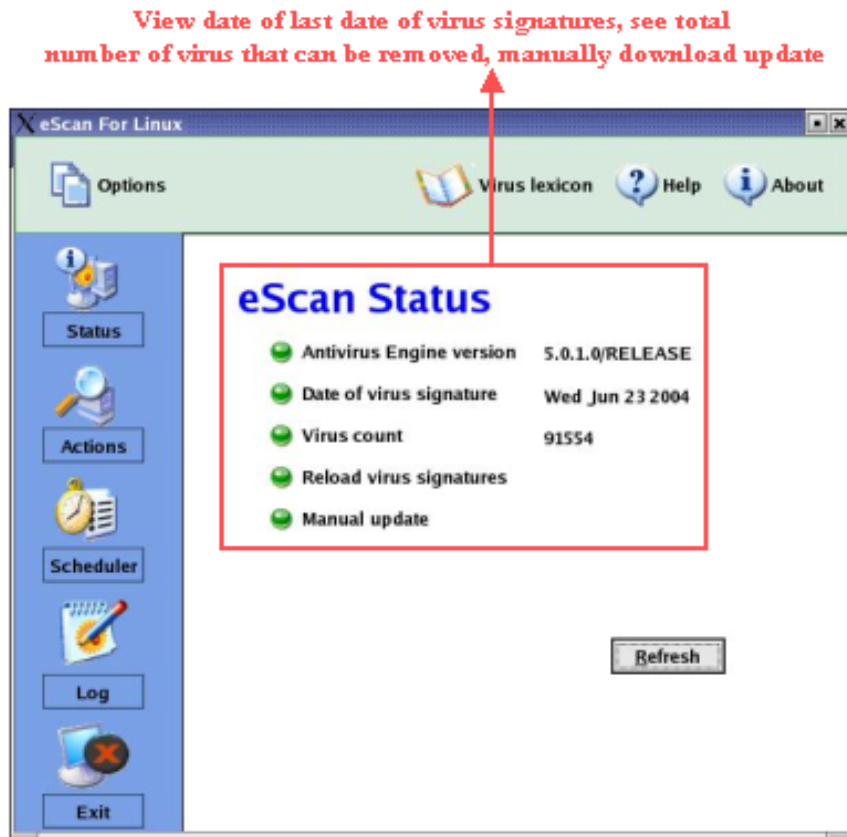 View date of last date of virus signatures, see total
number of virus that can be removed, manually download update
eScan For Linux
Options
Virus lexicon
Help
About
eScan Status
Status
Antivirus Engine version 5.0.1.0/RELEASE
Date of virus signature Wed Jun 23 2004
Virus count 91554
Actions
Reload virus signatures
Manual update
Scheduler
Refresh
Log
Exit